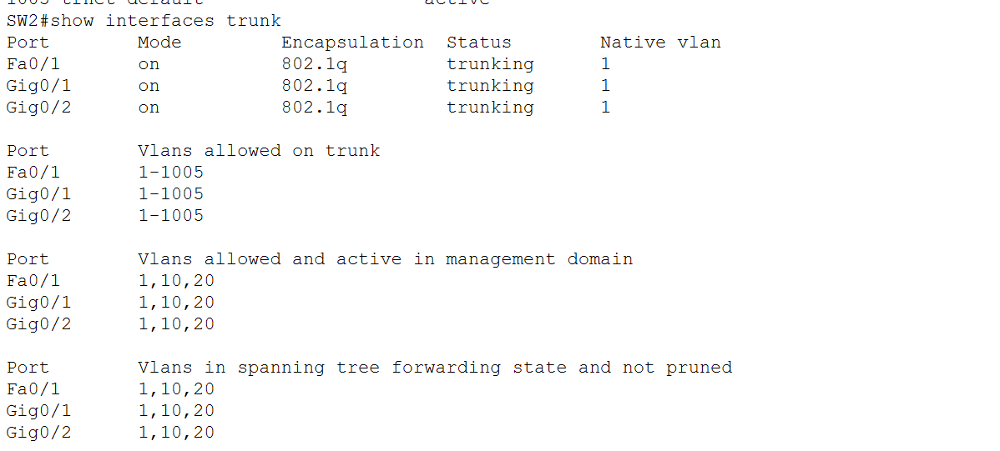 1005 trnet default                    active
SW2#show interfaces trunk
Port        Mode         Encapsulation  Status        Native vlan
Fa0/1       on           802.1q         trunking      1
Gig0/1      on           802.1q         trunking      1
Gig0/2      on           802.1q         trunking      1

Port        Vlans allowed on trunk
Fa0/1       1-1005
Gig0/1      1-1005
Gig0/2      1-1005

Port        Vlans allowed and active in management domain
Fa0/1       1,10,20
Gig0/1      1,10,20
Gig0/2      1,10,20

Port        Vlans in spanning tree forwarding state and not pruned
Fa0/1       1,10,20
Gig0/1      1,10,20
Gig0/2      1,10,20